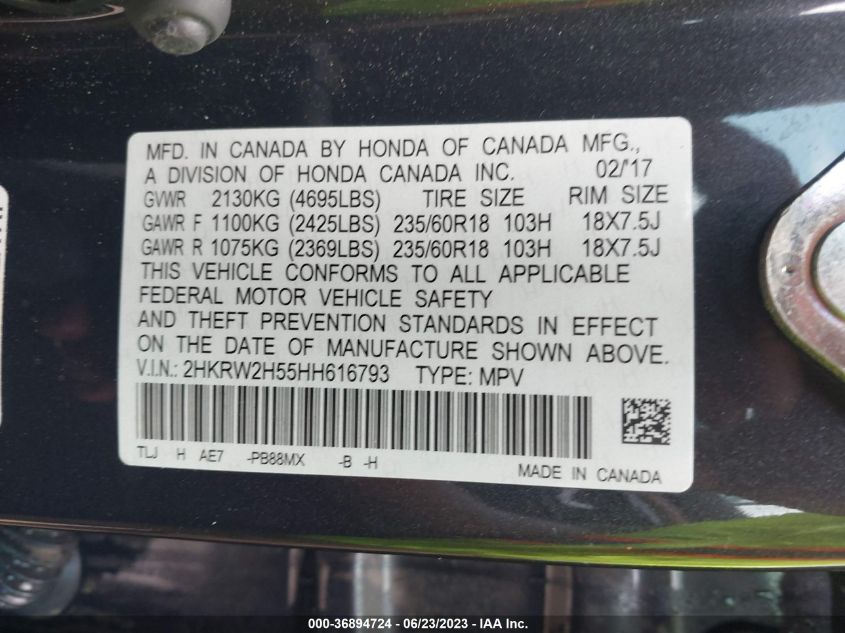 MFD. IN CANADA BY HONDA OF CANADA MFG.,
A DIVISION OF HONDA CANADA INC. 02/'17
GVWR 2130KG (4695LBS) TIRE SIZE RIM SIZE
GAWR F 1100KG (2425LBS) 235/60R18 103H 18X7.5J
GAWR R 1075KG (2369LBS) 235/60R18 103H 18X7.5J
THIS VEHICLE CONFORMS TO ALL APPLICABLE
FEDERAL MOTOR VEHICLE SAFETY
AND THEFT PREVENTION STANDARDS IN EFFECT
ON THE DATE OF MANUFACTURE SHOWN ABOVE.
V.I.N.: 2HKRW2H55HH616793 TYPE: MPV
TLJ H AE7 -PB88MX -B -H
MADE IN CANADA
000-36894724 - 06/23/2023 - IAA Inc.